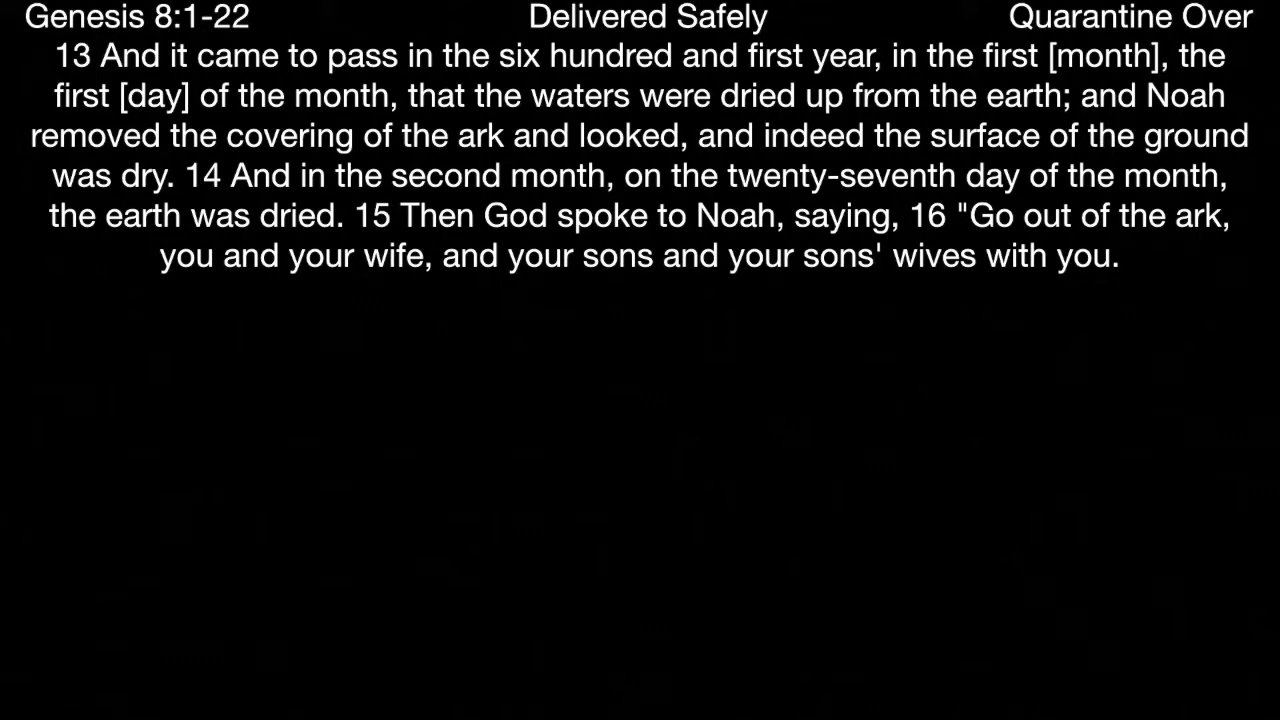 Genesis 8:1-22 Delivered Safely Quarantine Over
13 And it came to pass in the six hundred and first year, in the first [month], the
first [day] of the month, that the waters were dried up from the earth; and Noah
removed the covering of the ark and looked, and indeed the surface of the ground
was dry. 14 And in the second month, on the twenty-seventh day of the month,
the earth was dried. 15 Then God spoke to Noah, saying, 16 "Go out of the ark,
you and your wife, and your sons and your sons' wives with you.